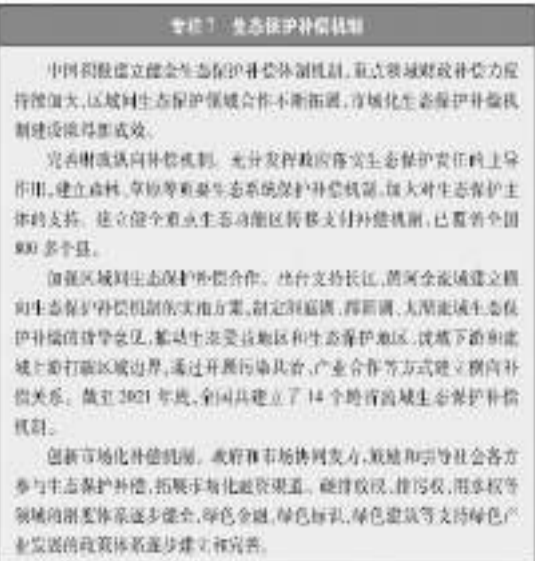 专栏7 生态保护补偿机制
中国积极建立健全生态保护补偿体制机制,重点领域财政补偿力度
持续加大,区域间生态保护领域合作不断拓展,市场化生态保护补偿机
制建设取得新成效。
完善财政纵向补偿机制。充分发挥政府落实生态保护责任的主导
作用,建立森林、草原等重要生态系统保护补偿机制,加大对生态保护主
体的支持。建立健全重点生态功能区转移支付补偿机制,已覆盖全国
800多个县。
加强区域间生态保护补偿合作。出台支持长江、黄河全流域建立横
向生态保护补偿机制的实施方案,制定洞庭湖、鄱阳湖、太湖流域生态保
护补偿的指导意见,推动生态受益地区和生态保护地区、流域下游和流
域上游打破区域边界,通过开展污染共治、产业合作等方式建立横向补
偿关系。截至2021年底,全国共建立了14个跨省流域生态保护补偿
机制。
创新市场化补偿机制。政府和市场协同发力,鼓励和引导社会各方
参与生态保护补偿,拓展市场化融资渠道。碳排放权、排污权、用水权等
领域的制度体系逐步健全,绿色金融、绿色标识、绿色建筑等支持绿色产
业发展的政策体系逐步建立和完善。